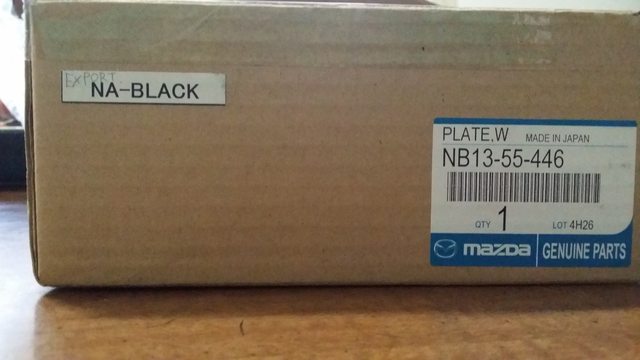 EXPORT
NA-BLACK
PLATE,W MADE IN JAPAN
NB13-55-446
QTY 1 LOT 4H26
mazda GENUINE PARTS